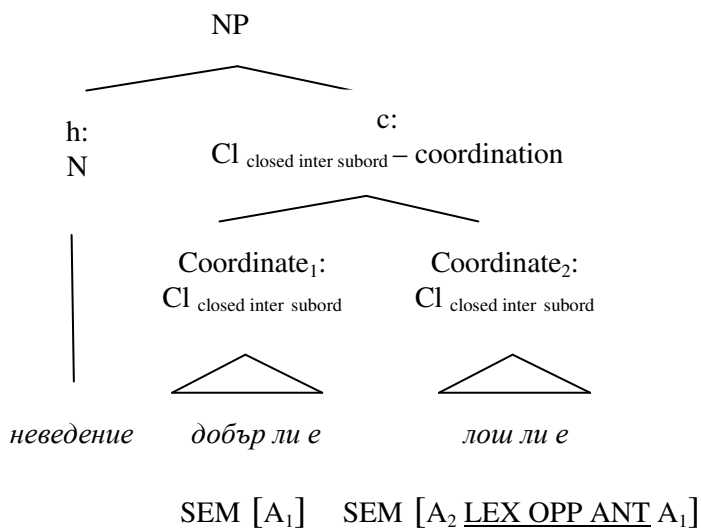 NP
h:
N
c:
Cl closed inter subord – coordination
Coordinate₁:
Cl closed inter subord
Coordinate₂:
Cl closed inter subord
неведение
добър ли е
лош ли е
SEM [A₁]
SEM [A₂ LEX OPP ANT A₁]